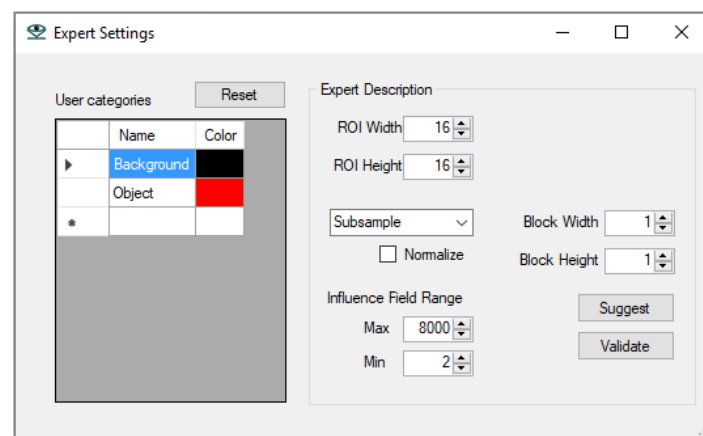 Expert Settings
User categories
Reset
Name Color
Background
Object
Expert Description
ROI Width 16
ROI Height 16
Subsample
Normalize
Block Width 1
Block Height 1
Influence Field Range
Max 8000
Min 2
Suggest
Validate